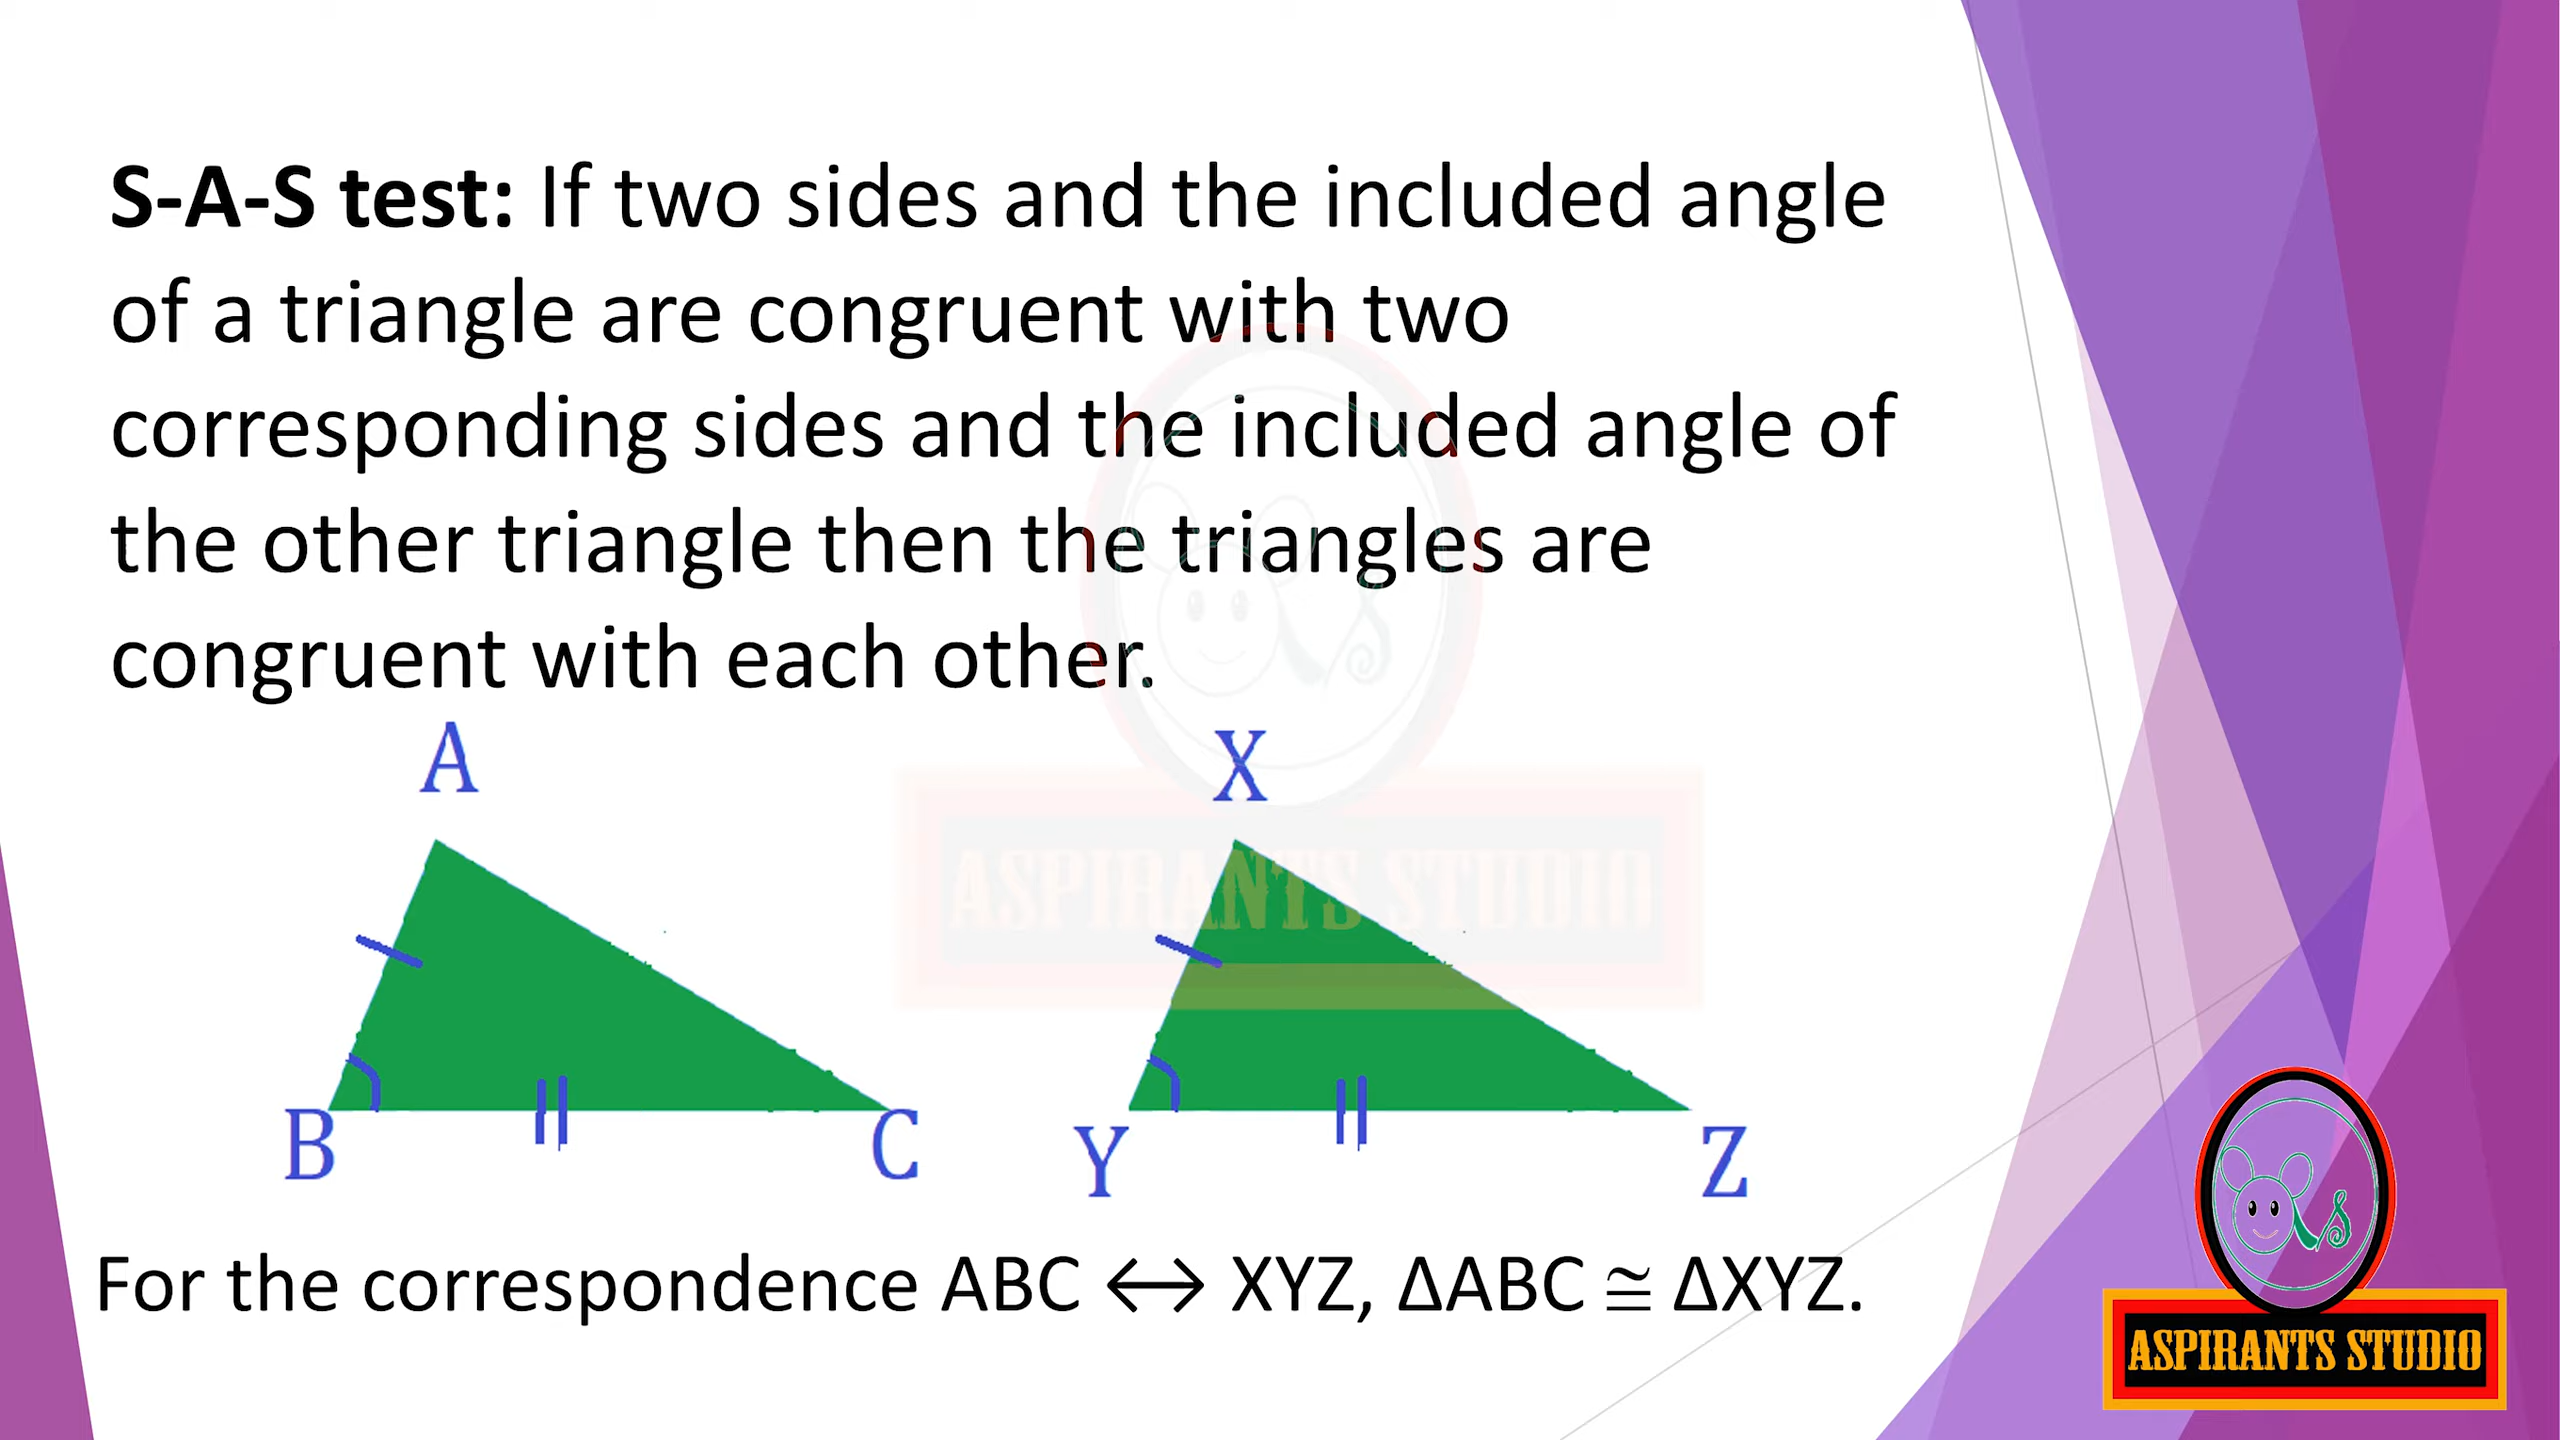 S-A-S test: If two sides and the included angle
of a triangle are congruent with two
corresponding sides and the included angle of
the other triangle then the triangles are
congruent with each other.
A
X
ASPIRANTS STUDIO
B
C
Y
Z
For the correspondence ABC ↔ XYZ, ΔABC ≅ ΔXYZ.
ASPIRANTS STUDIO